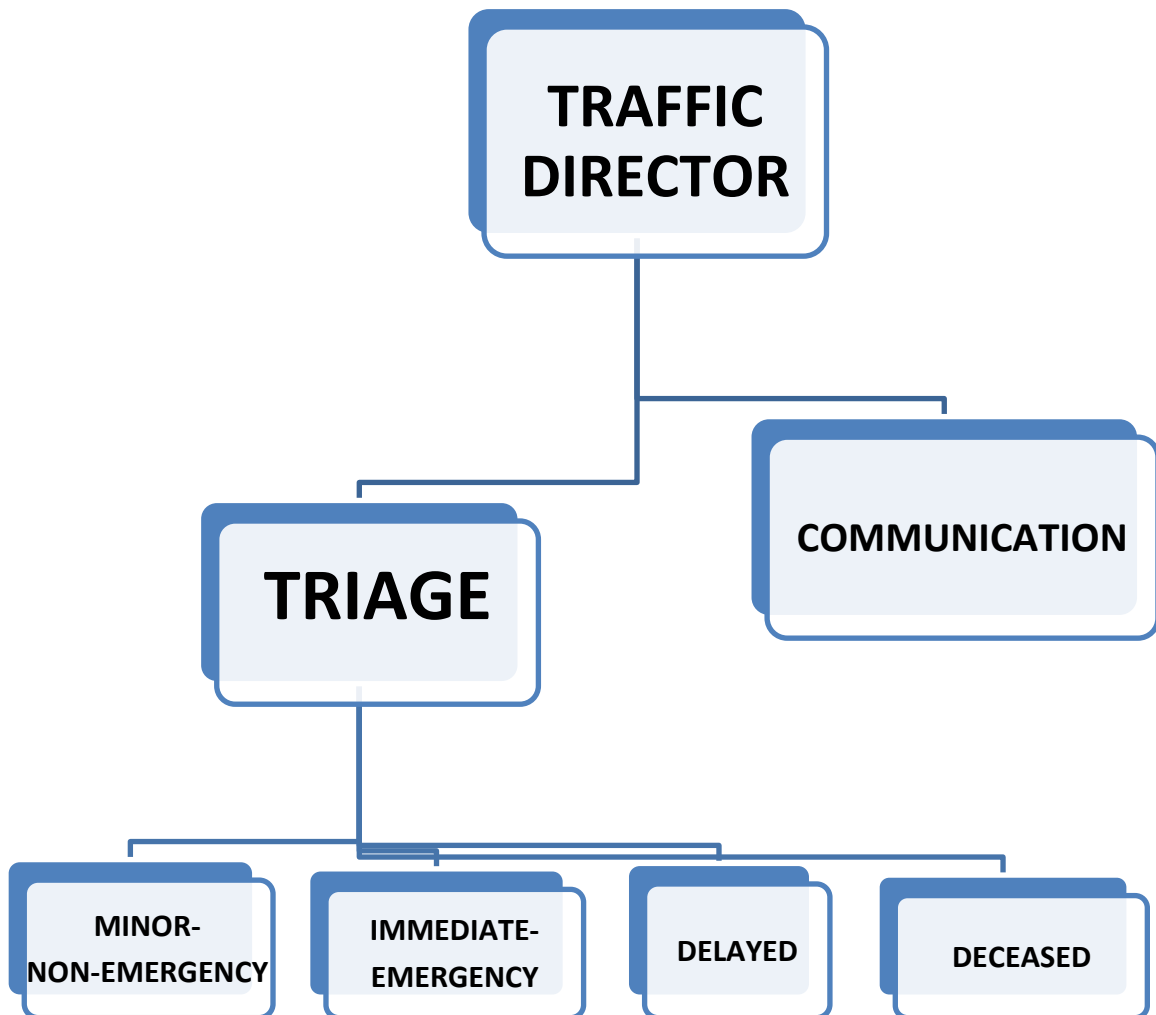 TRAFFIC
DIRECTOR
COMMUNICATION
TRIAGE
MINOR-
NON-EMERGENCY
IMMEDIATE-
EMERGENCY
DELAYED
DECEASED